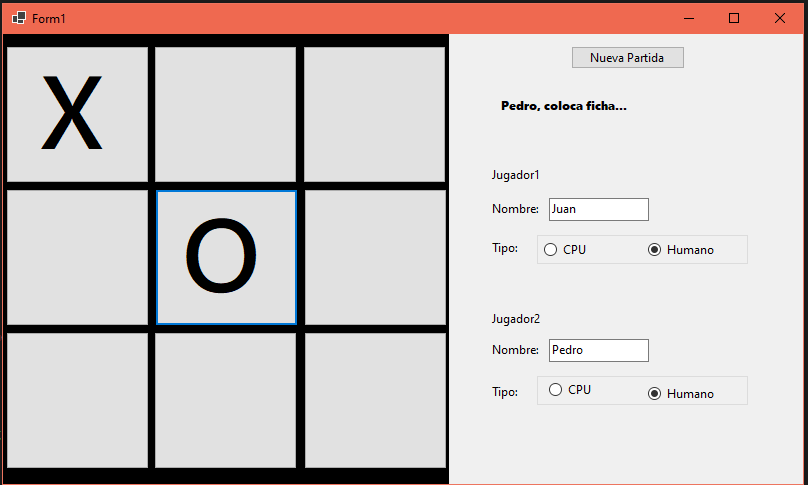 Form1
X
O
Nueva Partida
Pedro, coloca ficha...
Jugador1
Nombre: Juan
Tipo: CPU Humano
Jugador2
Nombre: Pedro
Tipo: CPU Humano